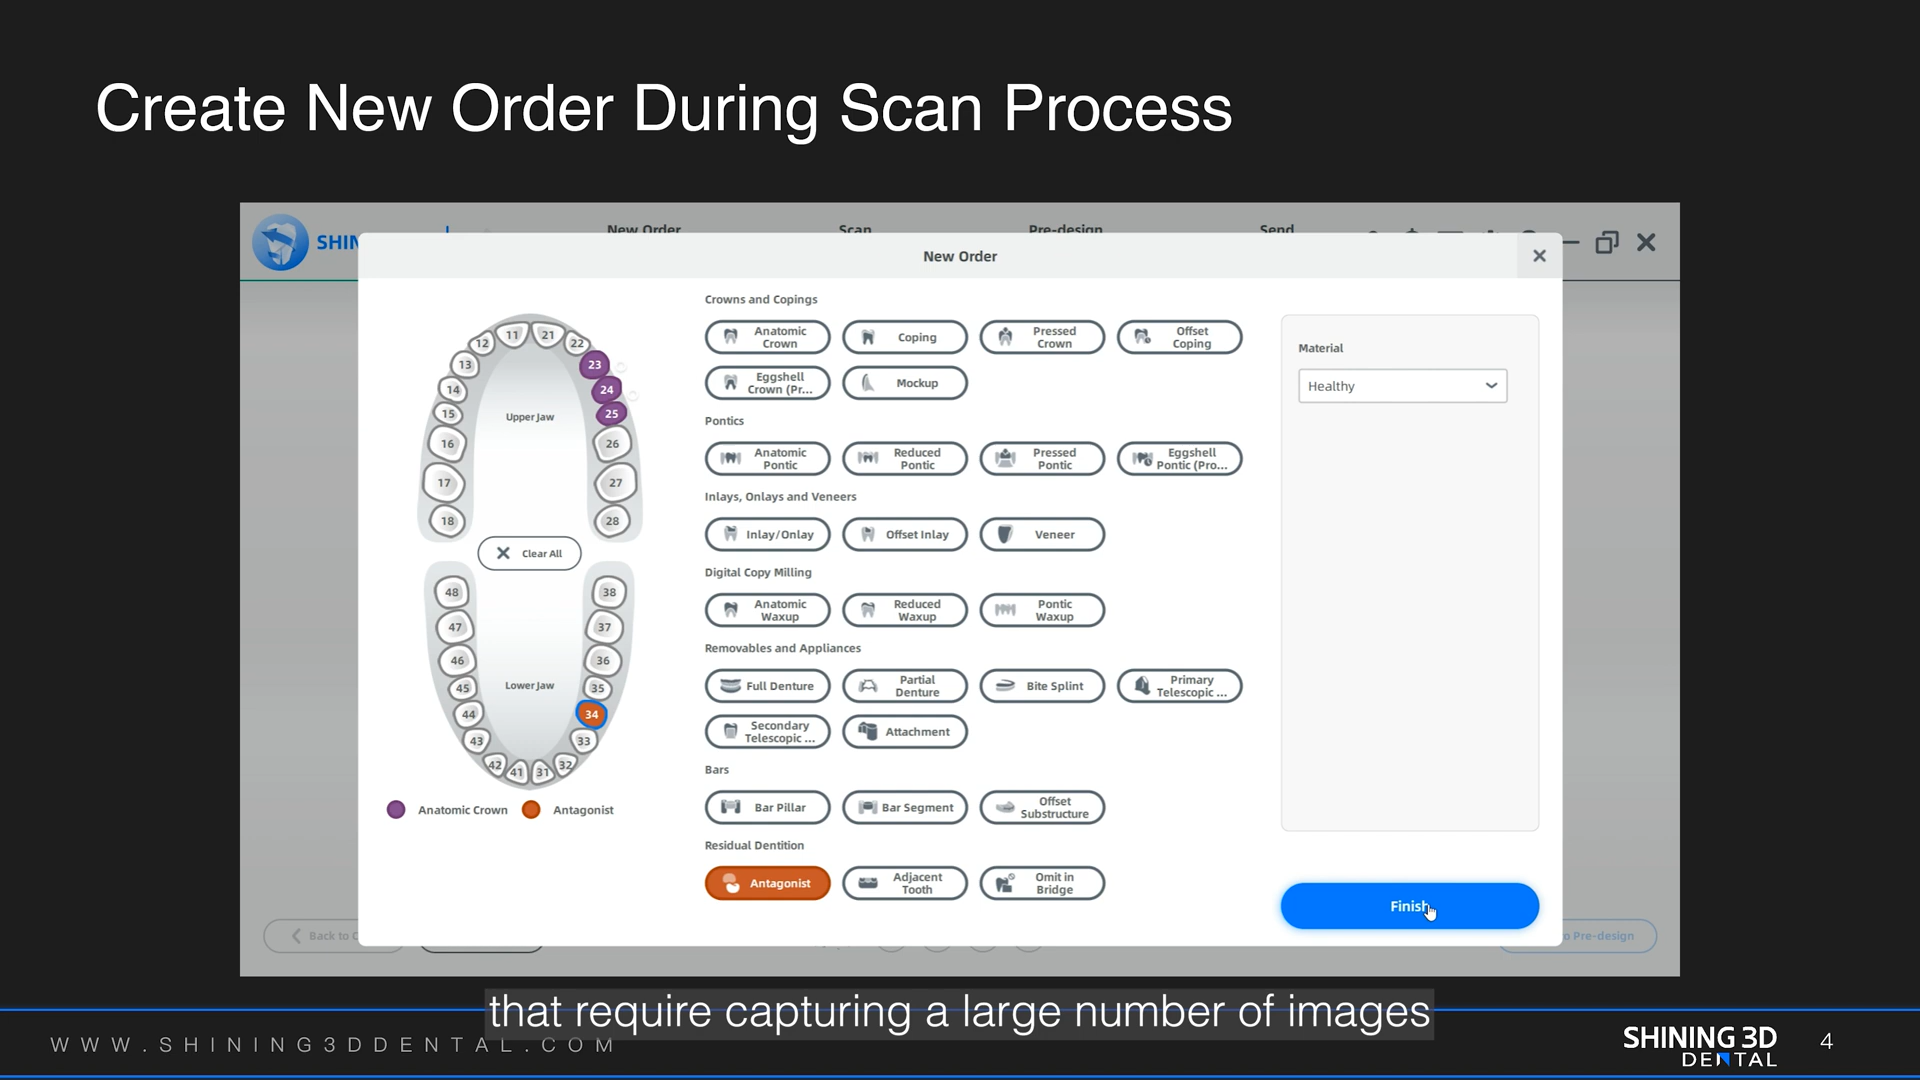 Create New Order During Scan Process
SHIN
New Order
Scan
Pre-design
Send
New Order
11
21
12
22
13
23
14
24
15
25
Upper Jaw
16
26
17
27
18
28
Clear All
48
38
47
37
46
36
Lower Jaw
45
35
44
34
43
33
42
41
31
32
Anatomic Crown
Antagonist
Crowns and Copings
Anatomic
Crown
Coping
Pressed
Crown
Offset
Coping
Eggshell
Crown (Pr...
Mockup
Pontics
Anatomic
Pontic
Reduced
Pontic
Pressed
Pontic
Eggshell
Pontic (Pro...
Inlays, Onlays and Veneers
Inlay/Onlay
Offset Inlay
Veneer
Digital Copy Milling
Anatomic
Waxup
Reduced
Waxup
Pontic
Waxup
Removables and Appliances
Full Denture
Partial
Denture
Bite Splint
Primary
Telescopic ...
Secondary
Telescopic ...
Attachment
Bars
Bar Pillar
Bar Segment
Offset
Substructure
Residual Dentition
Antagonist
Adjacent
Tooth
Omit in
Bridge
Material
Healthy
Finish
Back to C
o Pre-design
that require capturing a large number of images
WWW.SHINING3DDENTAL.COM
SHINING 3D
DENTAL
4